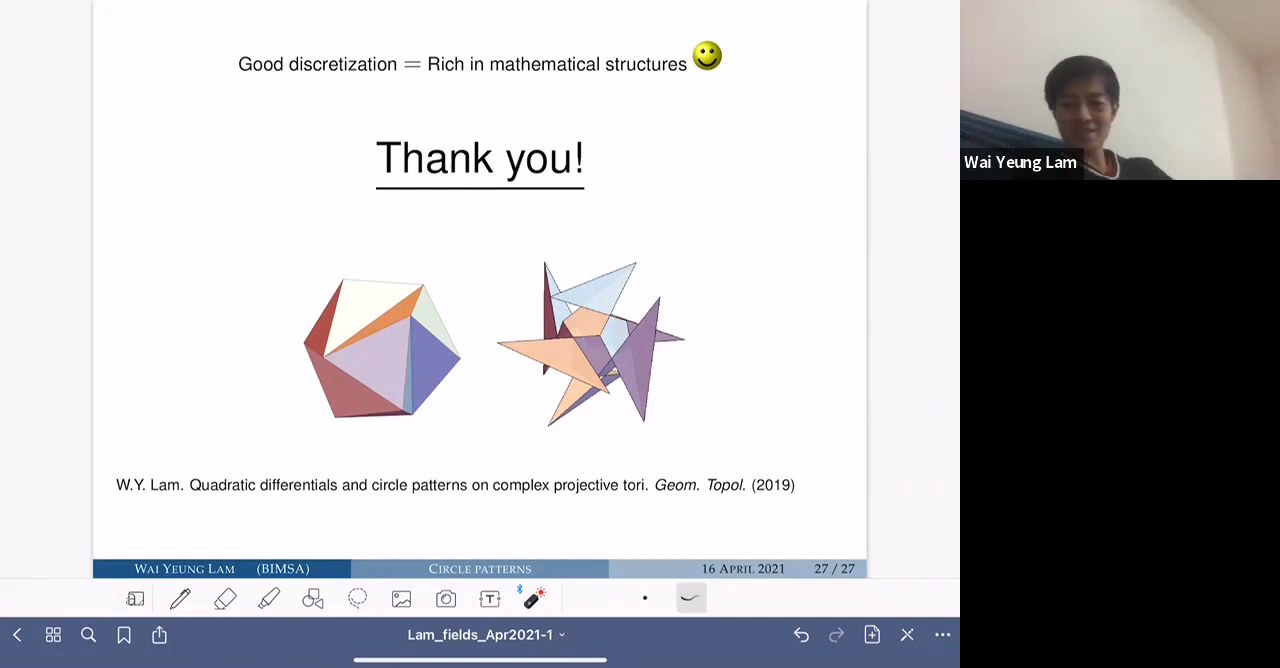 Good discretization = Rich in mathematical structures
Thank you!
W.Y. Lam. Quadratic differentials and circle patterns on complex projective tori. Geom. Topol. (2019)
WAI YEUNG LAM (BIMSA) CIRCLE PATTERNS 16 APRIL 2021 27 / 27
T
Lam_fields_Apr2021-1
Wai Yeung Lam